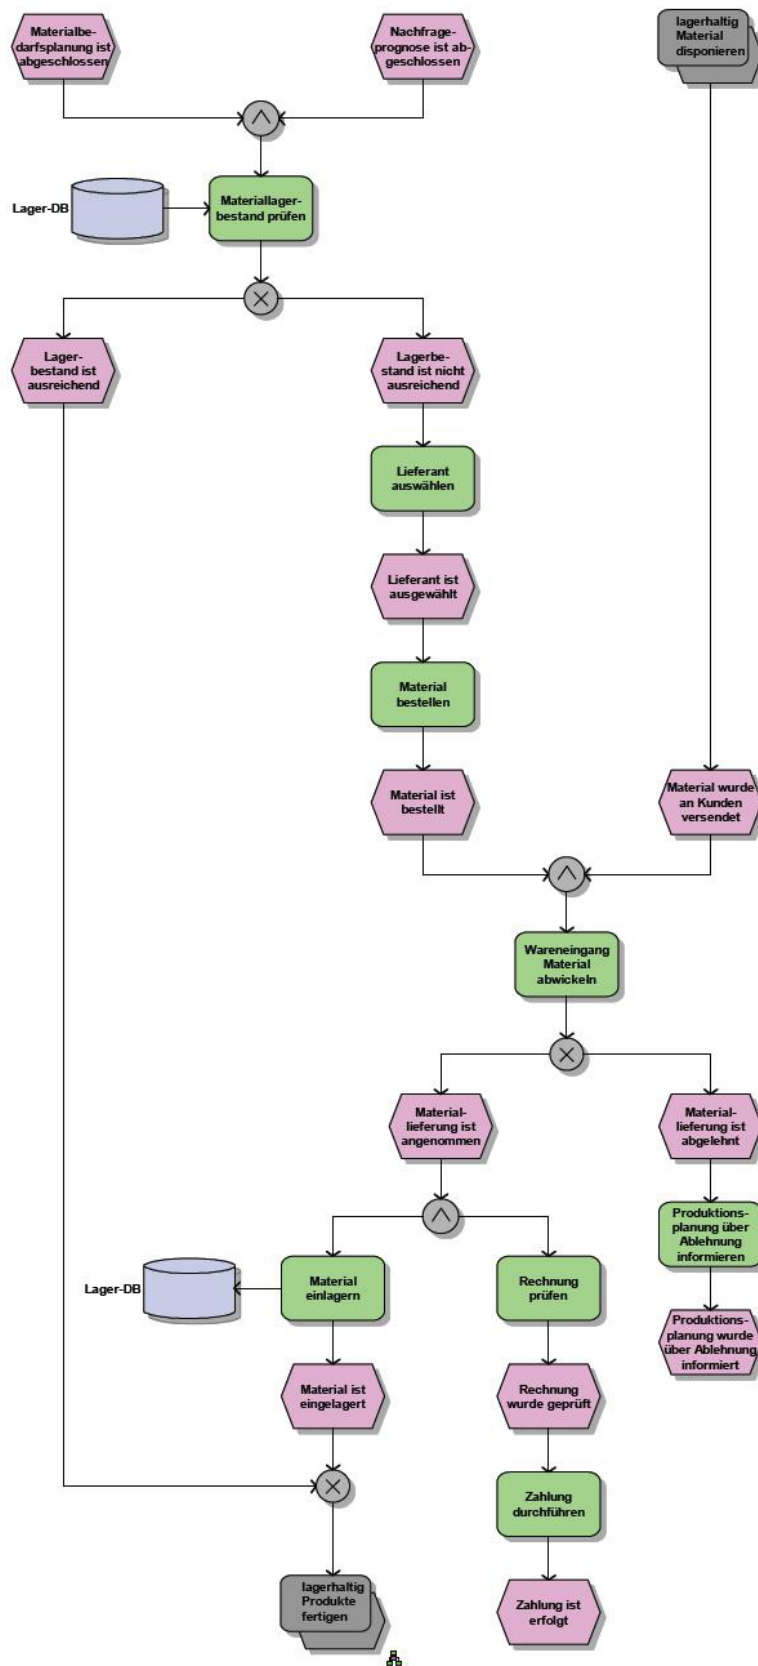 Materialbe-
darfsplanung ist
abgeschlossen
Nachfrage-
prognose ist ab-
geschlossen
lagerhaltig
Material
disponieren
Lager-DB
Materiallager-
bestand prüfen
Lager-
bestand ist
ausreichend
Lagerbe-
stand ist nicht
ausreichend
Lieferant
auswählen
Lieferant ist
ausgewählt
Material
bestellen
Material ist
bestellt
Material wurde
an Kunden
versendet
Wareneingang
Material
abwickeln
Material-
lieferung ist
angenommen
Material-
lieferung ist
abgelehnt
Produktions-
planung über
Ablehnung
informieren
Lager-DB
Material
einlagern
Rechnung
prüfen
Produktions-
planung wurde
über Ablehnung
informiert
Material ist
eingelagert
Rechnung
wurde geprüft
Zahlung
durchführen
lagerhaltig
Produkte
fertigen
Zahlung ist
erfolgt